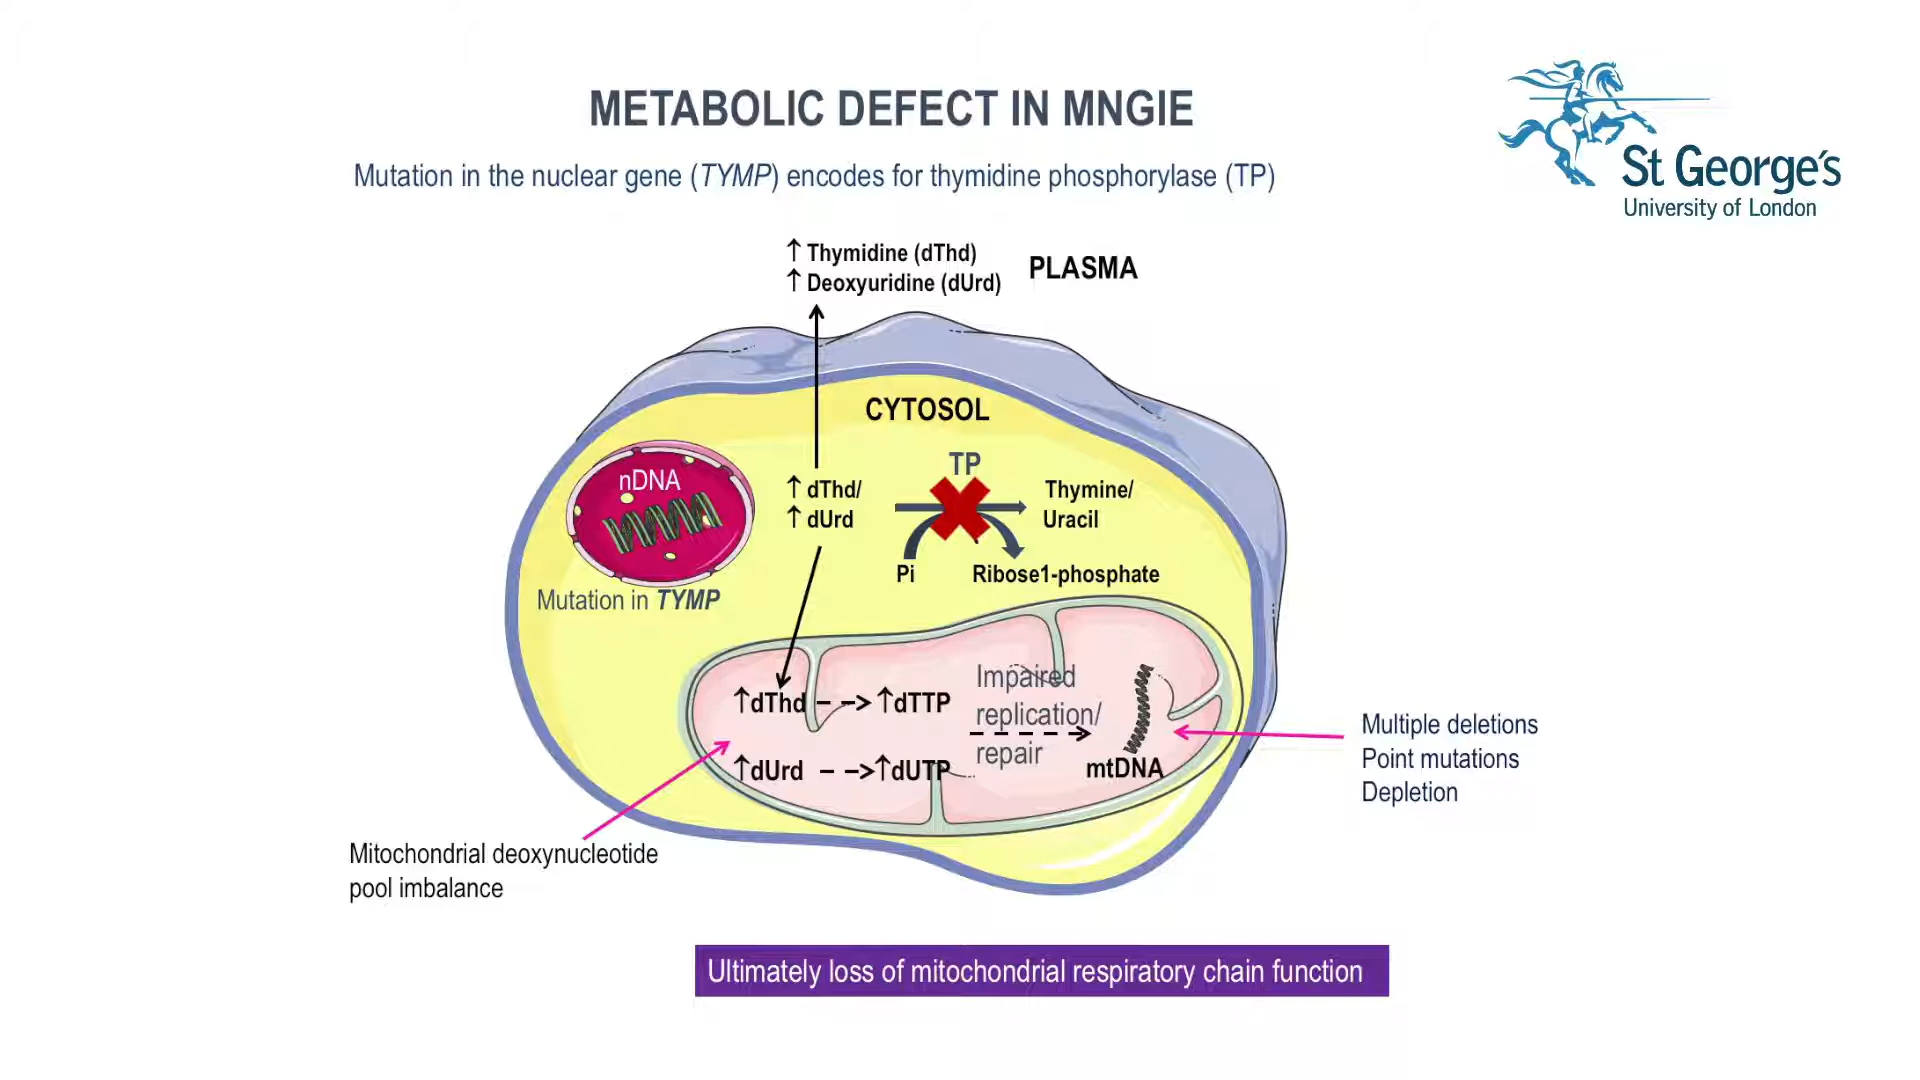 METABOLIC DEFECT IN MNGIE
St George's
University of London
Mutation in the nuclear gene (TYMP) encodes for thymidine phosphorylase (TP)
↑ Thymidine (dThd)
↑ Deoxyuridine (dUrd)
PLASMA
CYTOSOL
nDNA
Mutation in TYMP
↑ dThd/
↑ dUrd
TP
Thymine/
Uracil
Pi
Ribose1-phosphate
↑dThd - -> ↑dTTP
↑dUrd - ->↑dUTP
Impaired
replication/
repair
mtDNA
Multiple deletions
Point mutations
Depletion
Mitochondrial deoxynucleotide
pool imbalance
Ultimately loss of mitochondrial respiratory chain function